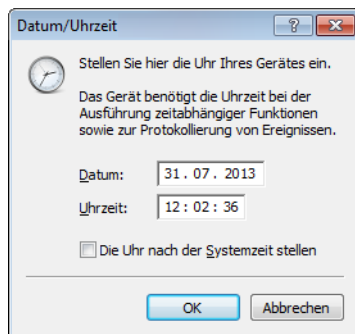 Datum/Uhrzeit
Stellen Sie hier die Uhr Ihres Gerätes ein.
Das Gerät benötigt die Uhrzeit bei der
Ausführung zeitabhängiger Funktionen
sowie zur Protokollierung von Ereignissen.
Datum: 31. 07. 2013
Uhrzeit: 12: 02: 36
Die Uhr nach der Systemzeit stellen
OK Abbrechen